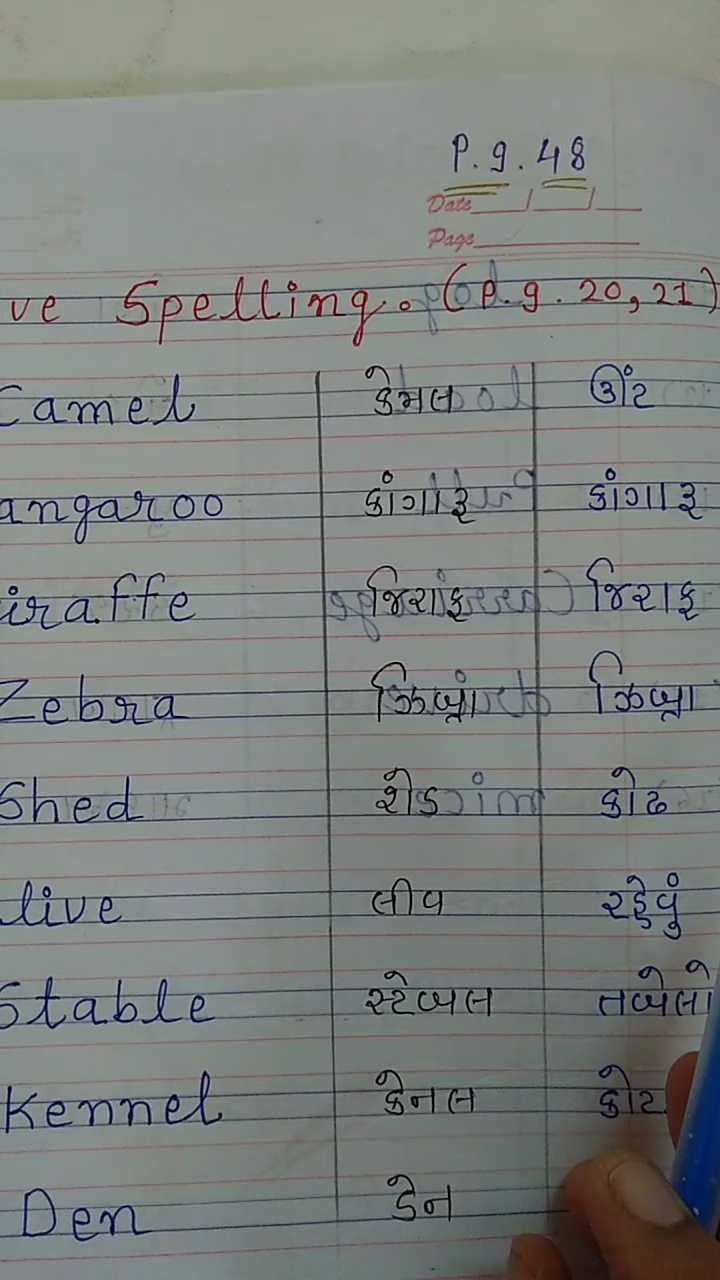 P.g. 48
Date
Page
ve Spelling. (P.g. 20, 21)
Camel કેમલ ઊંટ
angaroo કાંગારૂ કાંગારૂ
iraffe જિરાફ જિરાફ
Zebra ઝિબ્રા ઝિબ્રા
Shed શેડ કોઢ
live લીવ રહેવું
Stable સ્ટેબલ તબેલો
Kennel કેનલ
Den ડેન